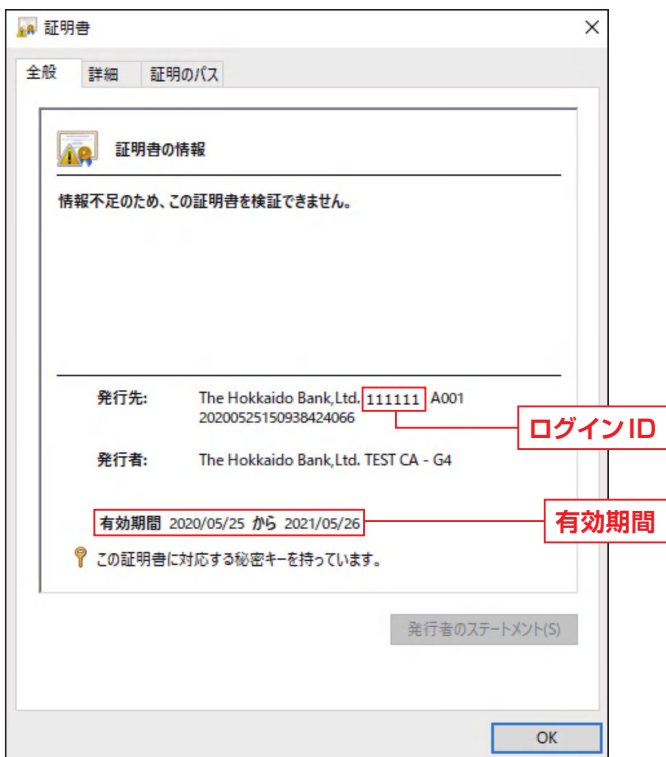 証明書
全般 詳細 証明のパス
証明書の情報
情報不足のため、この証明書を検証できません。
発行先: The Hokkaido Bank,Ltd. 111111 A001
20200525150938424066
ログインID
発行者: The Hokkaido Bank,Ltd. TEST CA - G4
有効期間 2020/05/25 から 2021/05/26
有効期間
この証明書に対応する秘密キーを持っています。
発行者のステートメント(S)
OK